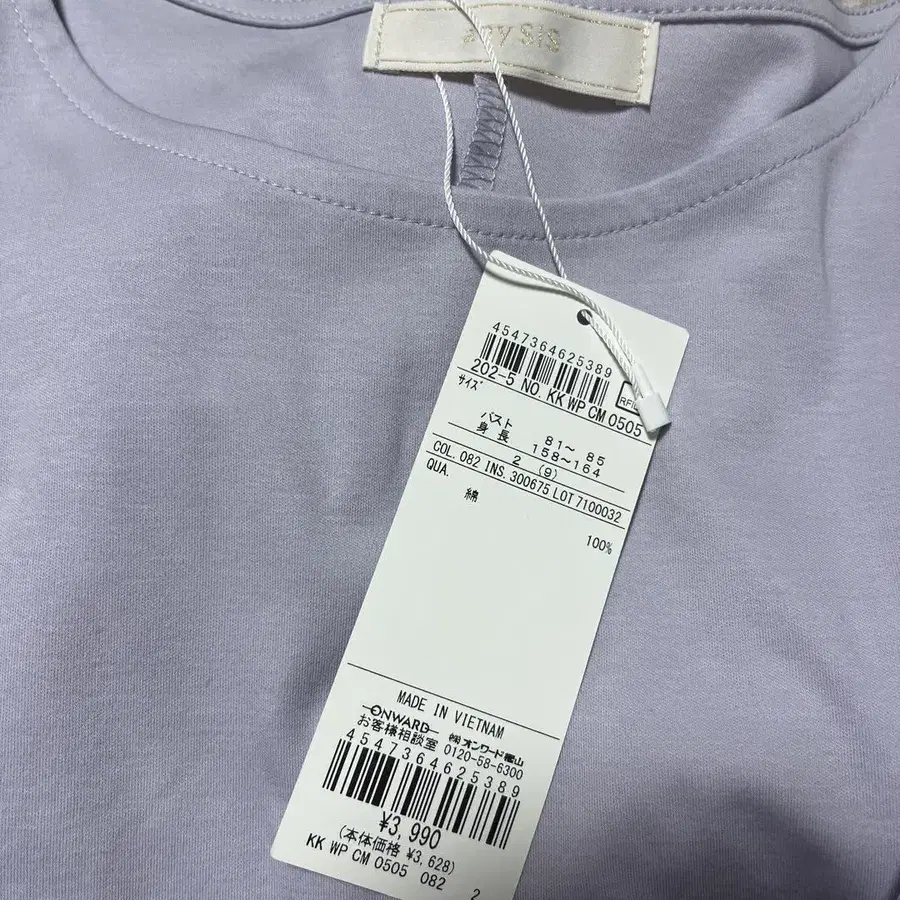 any SiS
4547364625389
202-5 NO. KK WP CM 0505
RFID
サイズ
バスト 81～ 85
身長 158～164
2 (9)
COL. 082 INS. 300675 LOT 7100032
QUA.
綿 100%
MADE IN VIETNAM
ONWARD ㈱オンワード樫山
お客様相談室 0120-58-6300
4547364625389
¥3,990
(本体価格 ¥3,628)
KK WP CM 0505 082 2